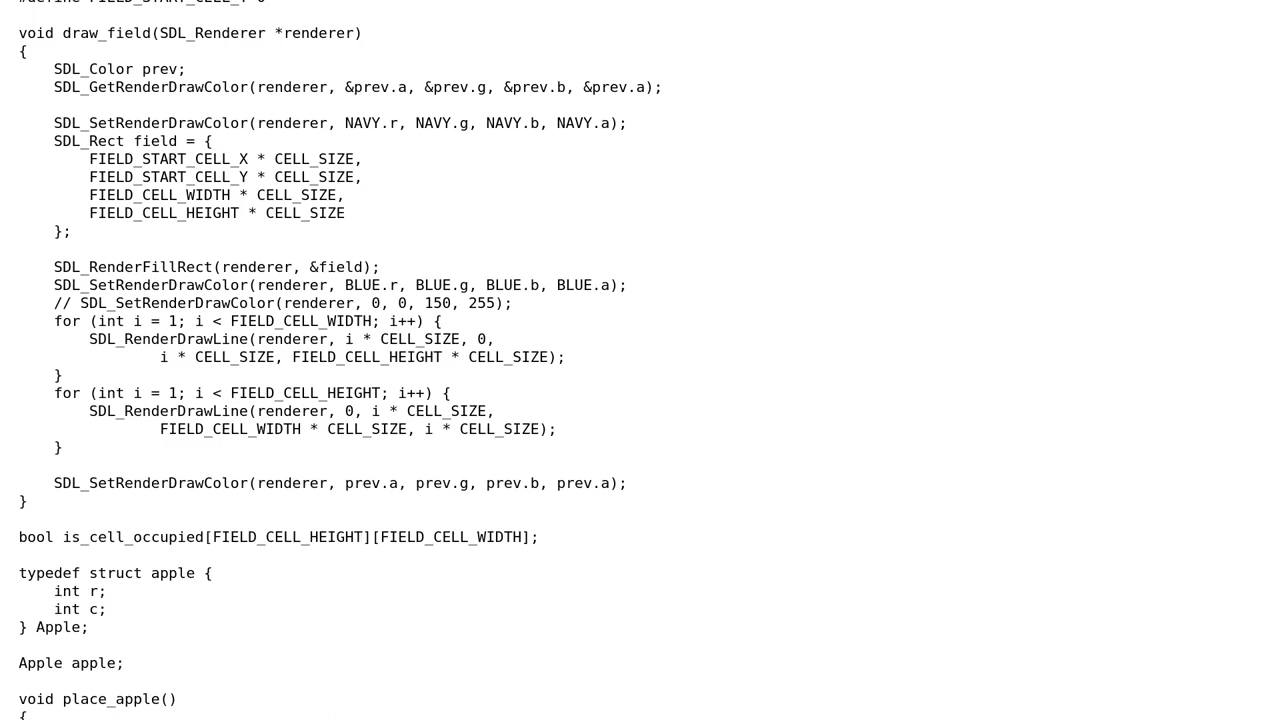 #define FIELD_START_CELL_Y 0
void draw_field(SDL_Renderer *renderer)
{
    SDL_Color prev;
    SDL_GetRenderDrawColor(renderer, &prev.a, &prev.g, &prev.b, &prev.a);
    SDL_SetRenderDrawColor(renderer, NAVY.r, NAVY.g, NAVY.b, NAVY.a);
    SDL_Rect field = {
        FIELD_START_CELL_X * CELL_SIZE,
        FIELD_START_CELL_Y * CELL_SIZE,
        FIELD_CELL_WIDTH * CELL_SIZE,
        FIELD_CELL_HEIGHT * CELL_SIZE
    };
    SDL_RenderFillRect(renderer, &field);
    SDL_SetRenderDrawColor(renderer, BLUE.r, BLUE.g, BLUE.b, BLUE.a);
    // SDL_SetRenderDrawColor(renderer, 0, 0, 150, 255);
    for (int i = 1; i < FIELD_CELL_WIDTH; i++) {
        SDL_RenderDrawLine(renderer, i * CELL_SIZE, 0,
                i * CELL_SIZE, FIELD_CELL_HEIGHT * CELL_SIZE);
    }
    for (int i = 1; i < FIELD_CELL_HEIGHT; i++) {
        SDL_RenderDrawLine(renderer, 0, i * CELL_SIZE,
                FIELD_CELL_WIDTH * CELL_SIZE, i * CELL_SIZE);
    }
    SDL_SetRenderDrawColor(renderer, prev.a, prev.g, prev.b, prev.a);
}
bool is_cell_occupied[FIELD_CELL_HEIGHT][FIELD_CELL_WIDTH];
typedef struct apple {
    int r;
    int c;
} Apple;
Apple apple;
void place_apple()
{